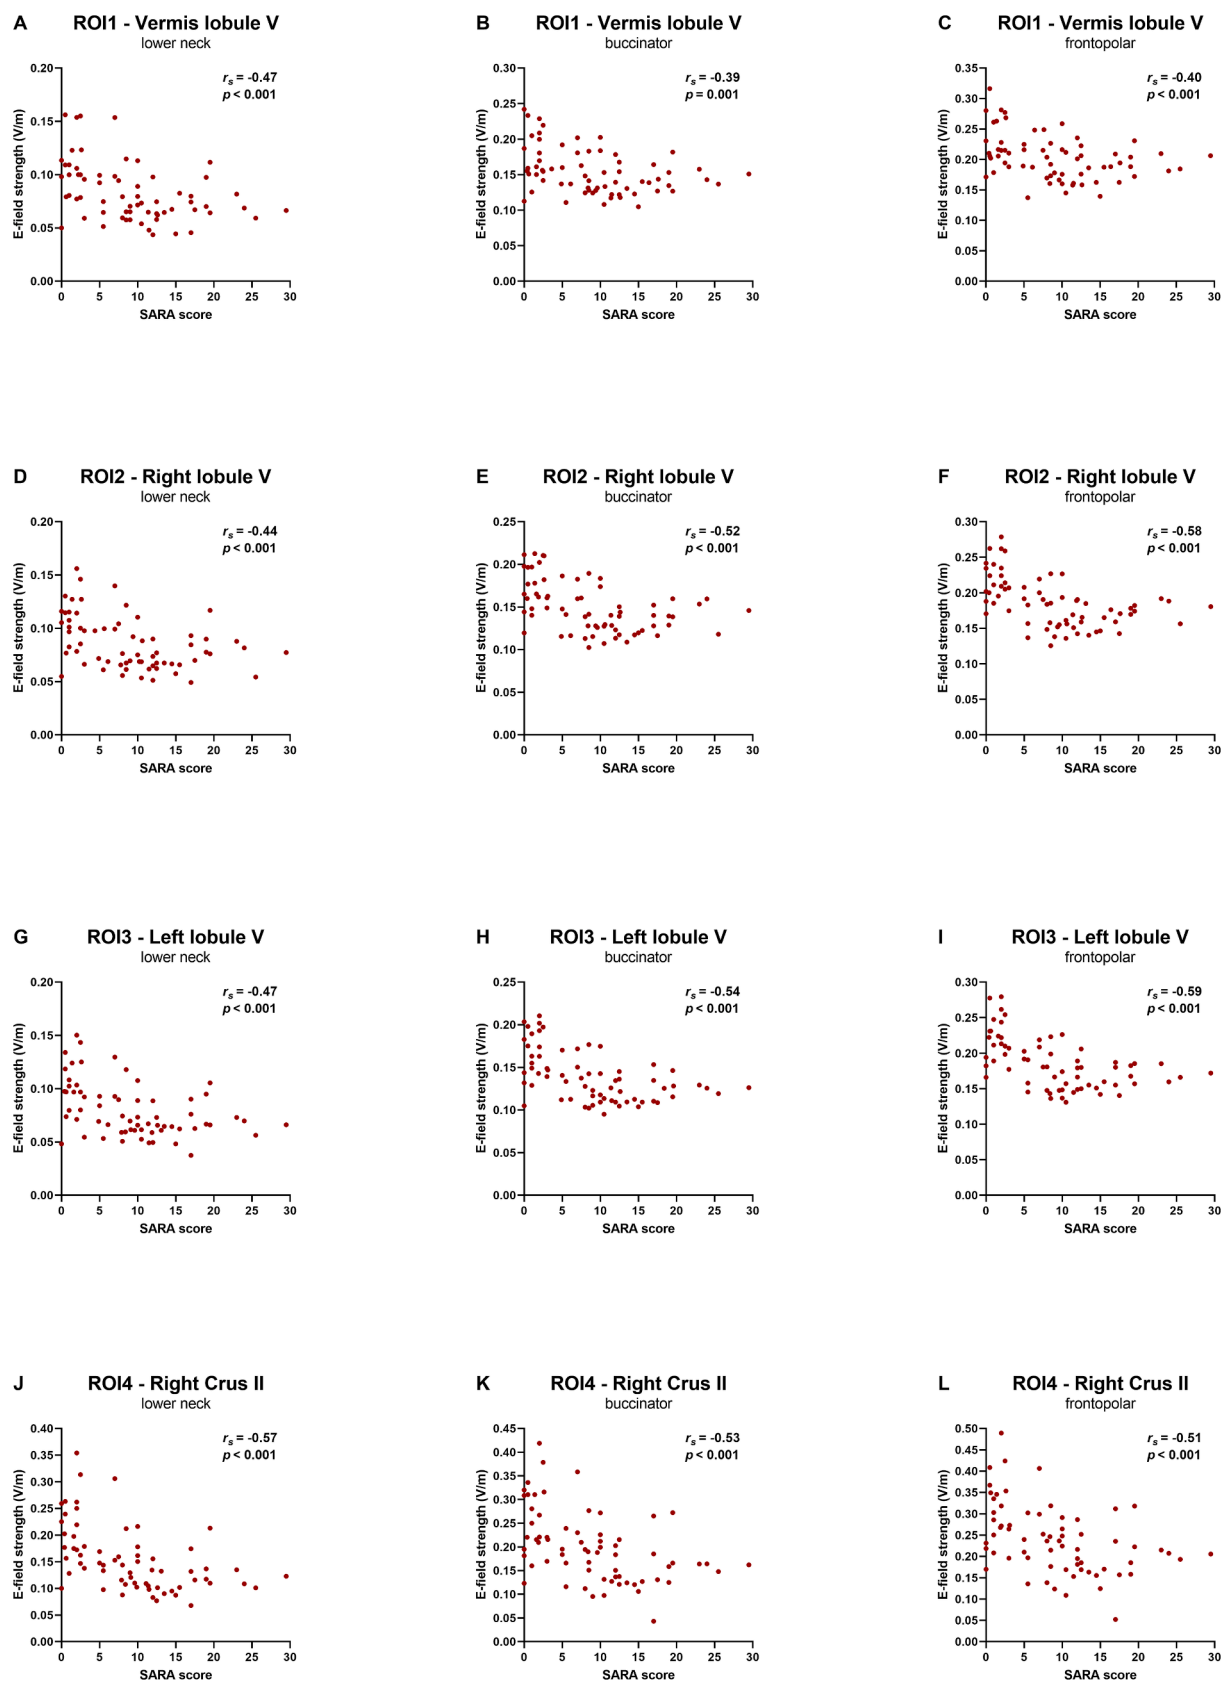 A ROI1 - Vermis lobule V
lower neck
rs = -0.47
p < 0.001
E-field strength (V/m)
0.20
0.15
0.10
0.05
0.00
0 5 10 15 20 25 30
SARA score
B ROI1 - Vermis lobule V
buccinator
rs = -0.39
p = 0.001
E-field strength (V/m)
0.30
0.25
0.20
0.15
0.10
0.05
0.00
0 5 10 15 20 25 30
SARA score
C ROI1 - Vermis lobule V
frontopolar
rs = -0.40
p < 0.001
E-field strength (V/m)
0.35
0.30
0.25
0.20
0.15
0.10
0.05
0.00
0 5 10 15 20 25 30
SARA score
D ROI2 - Right lobule V
lower neck
rs = -0.44
p < 0.001
E-field strength (V/m)
0.20
0.15
0.10
0.05
0.00
0 5 10 15 20 25 30
SARA score
E ROI2 - Right lobule V
buccinator
rs = -0.52
p < 0.001
E-field strength (V/m)
0.25
0.20
0.15
0.10
0.05
0.00
0 5 10 15 20 25 30
SARA score
F ROI2 - Right lobule V
frontopolar
rs = -0.58
p < 0.001
E-field strength (V/m)
0.30
0.25
0.20
0.15
0.10
0.05
0.00
0 5 10 15 20 25 30
SARA score
G ROI3 - Left lobule V
lower neck
rs = -0.47
p < 0.001
E-field strength (V/m)
0.20
0.15
0.10
0.05
0.00
0 5 10 15 20 25 30
SARA score
H ROI3 - Left lobule V
buccinator
rs = -0.54
p < 0.001
E-field strength (V/m)
0.25
0.20
0.15
0.10
0.05
0.00
0 5 10 15 20 25 30
SARA score
I ROI3 - Left lobule V
frontopolar
rs = -0.59
p < 0.001
E-field strength (V/m)
0.30
0.25
0.20
0.15
0.10
0.05
0.00
0 5 10 15 20 25 30
SARA score
J ROI4 - Right Crus II
lower neck
rs = -0.57
p < 0.001
E-field strength (V/m)
0.40
0.35
0.30
0.25
0.20
0.15
0.10
0.05
0.00
0 5 10 15 20 25 30
SARA score
K ROI4 - Right Crus II
buccinator
rs = -0.53
p < 0.001
E-field strength (V/m)
0.45
0.40
0.35
0.30
0.25
0.20
0.15
0.10
0.05
0.00
0 5 10 15 20 25 30
SARA score
L ROI4 - Right Crus II
frontopolar
rs = -0.51
p < 0.001
E-field strength (V/m)
0.50
0.45
0.40
0.35
0.30
0.25
0.20
0.15
0.10
0.05
0.00
0 5 10 15 20 25 30
SARA score